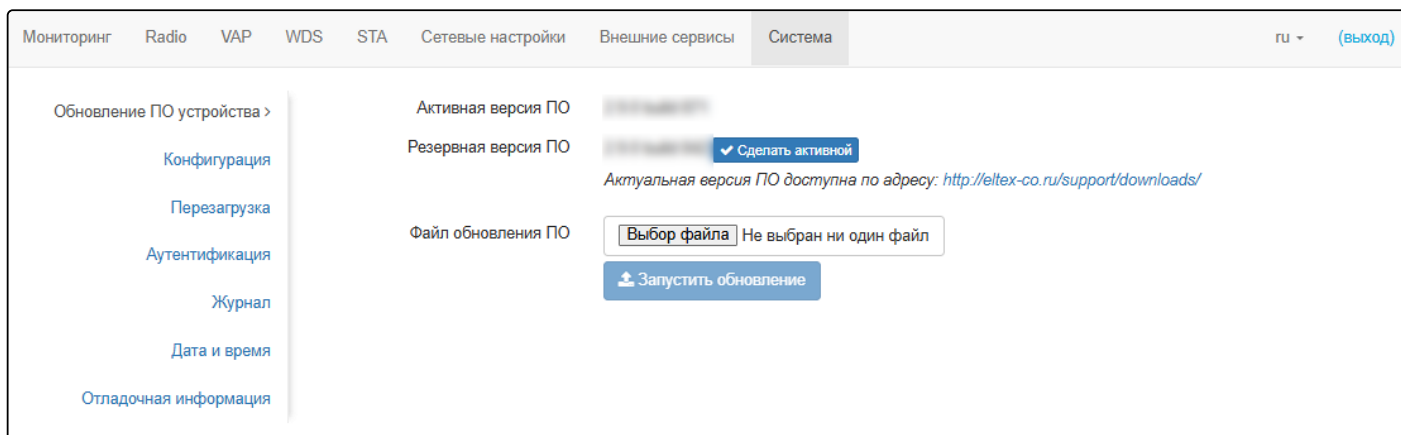 Мониторинг Radio VAP WDS STA Сетевые настройки Внешние сервисы Система ru (выход)
Обновление ПО устройства >
Конфигурация
Перезагрузка
Аутентификация
Журнал
Дата и время
Отладочная информация
Активная версия ПО
Резервная версия ПО Сделать активной
Актуальная версия ПО доступна по адресу: http://eltex-co.ru/support/downloads/
Файл обновления ПО Выбор файла Не выбран ни один файл
Запустить обновление